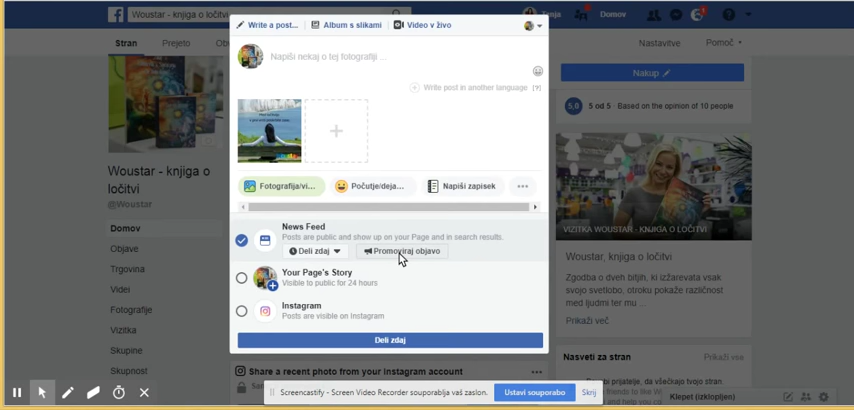 Woustar - knjiga o ločitvi
Tanja
Domov
Stran
Prejeto
Nastavitve
Pomoč
Write a post...
Album s slikami
Video v živo
Napiši nekaj o tej fotografiji ...
Write post in another language [?]
Fotografija/vi...
Počutje/deja...
Napiši zapisek
News Feed
Posts are public and show up on your Page and in search results.
Deli zdaj
Promoviraj objavo
Your Page's Story
Visible to public for 24 hours
Instagram
Posts are visible on Instagram
Deli zdaj
Share a recent photo from your instagram account
Woustar - knjiga o
ločitvi
@Woustar
Domov
Objave
Trgovina
Videi
Fotografije
Vizitka
Skupine
Skupnost
Nakup
5,0
5 od 5 · Based on the opinion of 10 people
VIZITKA WOUSTAR - KNJIGA O LOČITVI
Woustar, knjiga o ločitvi
Zgodba o dveh bitjih, ki izžarevata vsak
svojo svetlobo, otroku pokaže različnost
med ljudmi ter mu ...
Prikaži več
Nasveti za stran
Prikaži vse
prijatelje, da všečkajo tvojo stran.
Klepet (izklopljen)
Screencastify - Screen Video Recorder souporablja vaš zaslon.
Ustavi souporabo
Skrij